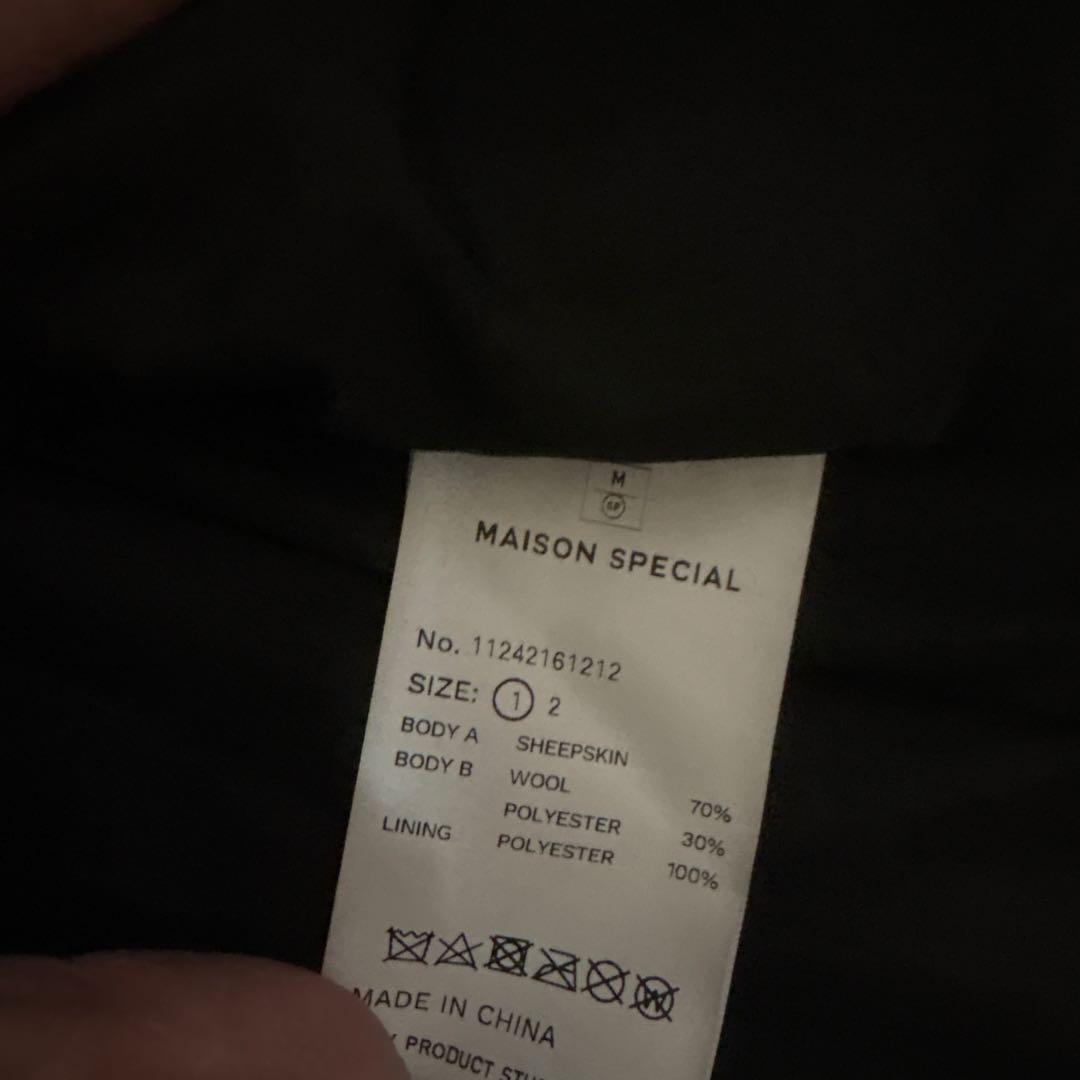 M
SP
MAISON SPECIAL
No. 11242161212
SIZE: 1 2
BODY A SHEEPSKIN
BODY B WOOL 70%
POLYESTER 30%
LINING POLYESTER 100%
W
MADE IN CHINA
PRODUCT